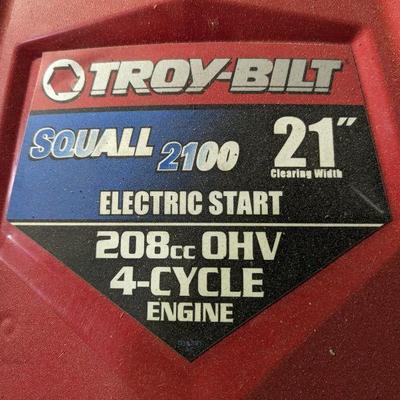 TROY-BILT
SQUALL 2100
21"
Clearing Width
ELECTRIC START
208cc OHV
4-CYCLE
ENGINE